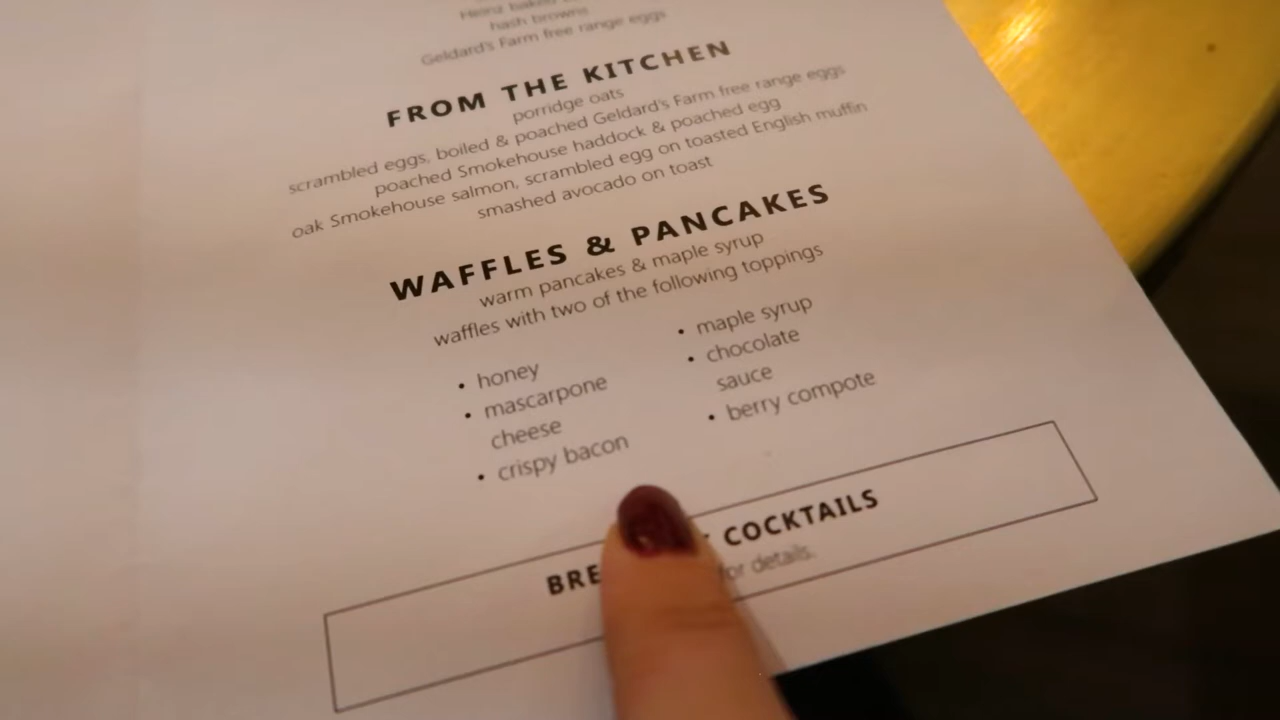 Heinz baked
hash browns
Geldard's Farm free range eggs
FROM THE KITCHEN
porridge oats
scrambled eggs, boiled & poached Geldard's Farm free range eggs
poached Smokehouse haddock & poached egg
oak Smokehouse salmon, scrambled egg on toasted English muffin
smashed avocado on toast
WAFFLES & PANCAKES
warm pancakes & maple syrup
waffles with two of the following toppings
• honey
• mascarpone
cheese
• crispy bacon
• maple syrup
• chocolate
sauce
• berry compote
BRE COCKTAILS
for details.